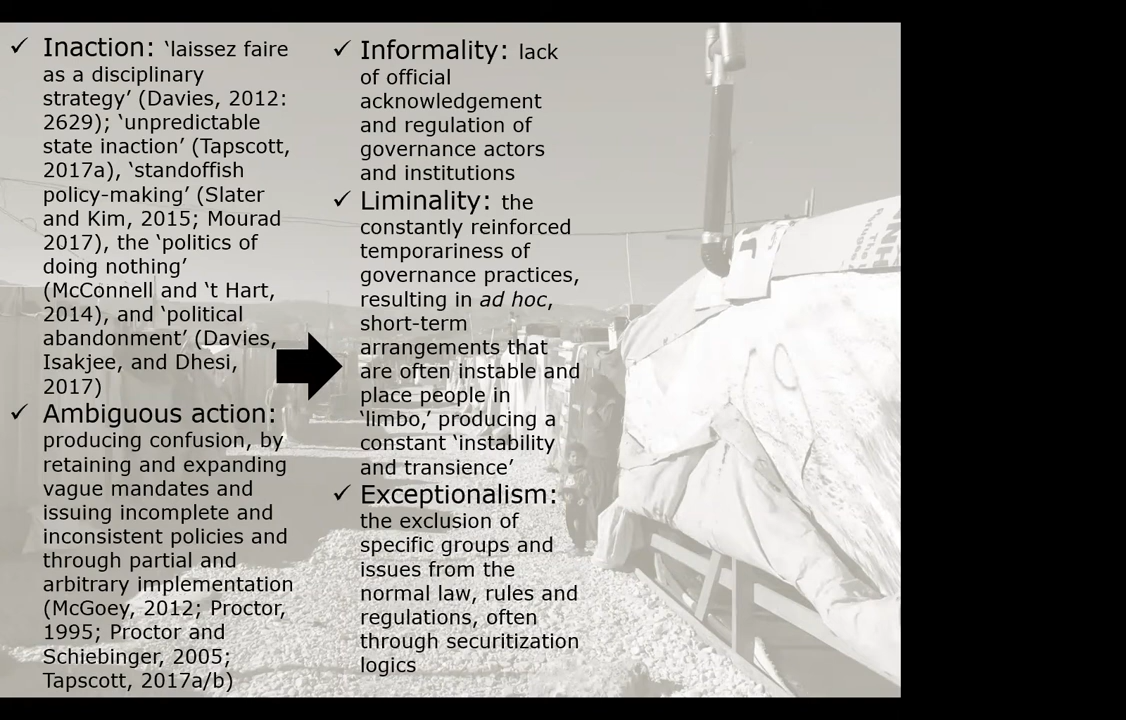 ✓ Inaction: ‘laissez faire
as a disciplinary
strategy’ (Davies, 2012:
2629); ‘unpredictable
state inaction’ (Tapscott,
2017a), ‘standoffish
policy-making’ (Slater
and Kim, 2015; Mourad
2017), the ‘politics of
doing nothing’
(McConnell and ‘t Hart,
2014), and ‘political
abandonment’ (Davies,
Isakjee, and Dhesi,
2017)
✓ Ambiguous action:
producing confusion, by
retaining and expanding
vague mandates and
issuing incomplete and
inconsistent policies and
through partial and
arbitrary implementation
(McGoey, 2012; Proctor,
1995; Proctor and
Schiebinger, 2005;
Tapscott, 2017a/b)
✓ Informality: lack
of official
acknowledgement
and regulation of
governance actors
and institutions
✓ Liminality: the
constantly reinforced
temporariness of
governance practices,
resulting in ad hoc,
short-term
arrangements that
are often instable and
place people in
‘limbo,’ producing a
constant ‘instability
and transience’
✓ Exceptionalism:
the exclusion of
specific groups and
issues from the
normal law, rules and
regulations, often
through securitization
logics